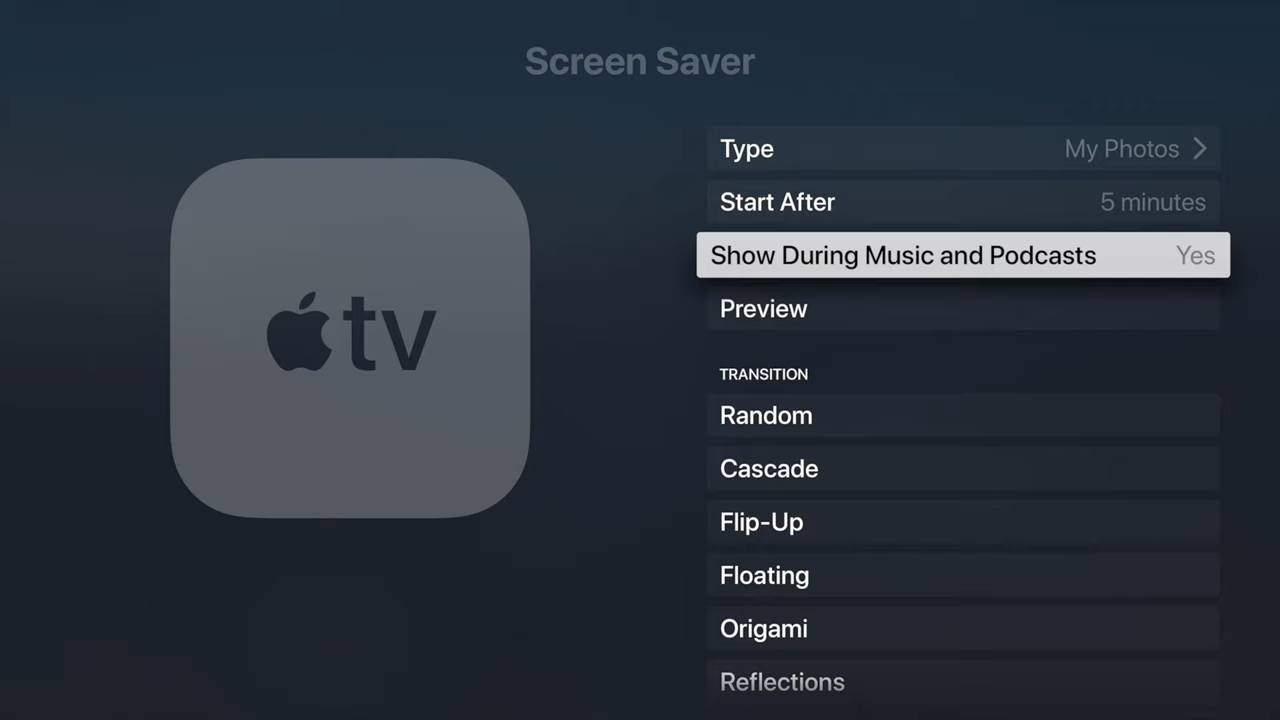 Screen Saver
tv
Type My Photos
Start After 5 minutes
Show During Music and Podcasts Yes
Preview
TRANSITION
Random
Cascade
Flip-Up
Floating
Origami
Reflections